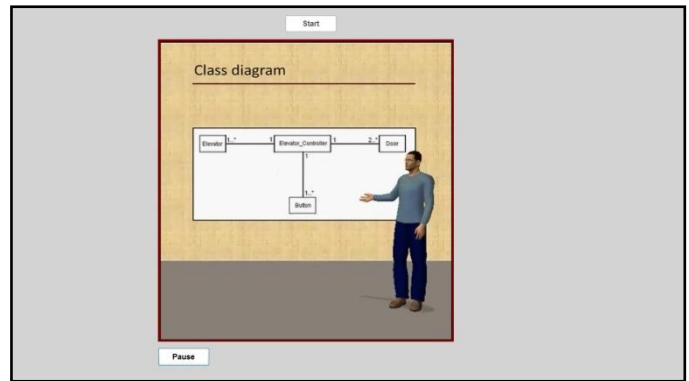 Start
Class diagram
Elevator 1..* 1 Elevator_Controller 1 2..* Door
1
1..*
Button
Pause